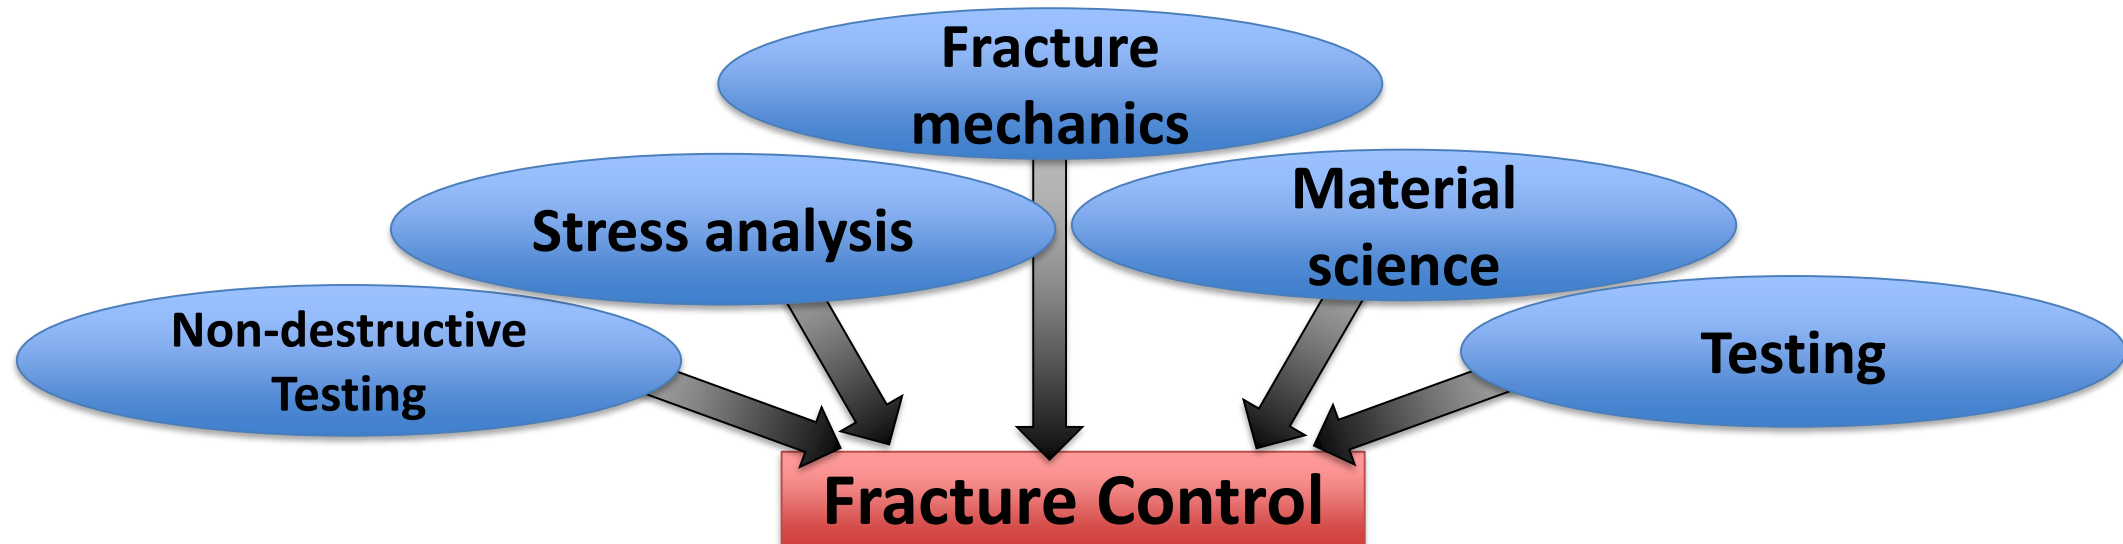 Fracture
mechanics
Stress analysis
Material
science
Non-destructive
Testing
Testing
Fracture Control